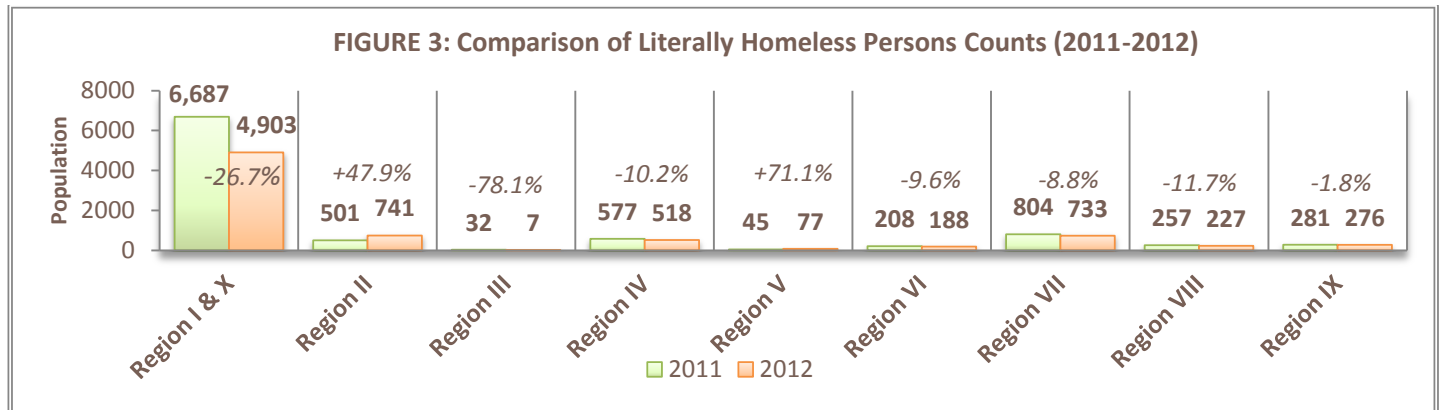 FIGURE 3: Comparison of Literally Homeless Persons Counts (2011-2012)
Population
8000
6000
4000
2000
0
6,687
4,903
-26.7%
+47.9%
501 741
-78.1%
32 7
-10.2%
577 518
+71.1%
45 77
-9.6%
208 188
-8.8%
804 733
-11.7%
257 227
-1.8%
281 276
Region I & X
Region II
Region III
Region IV
Region V
Region VI
Region VII
Region VIII
Region IX
2011 2012